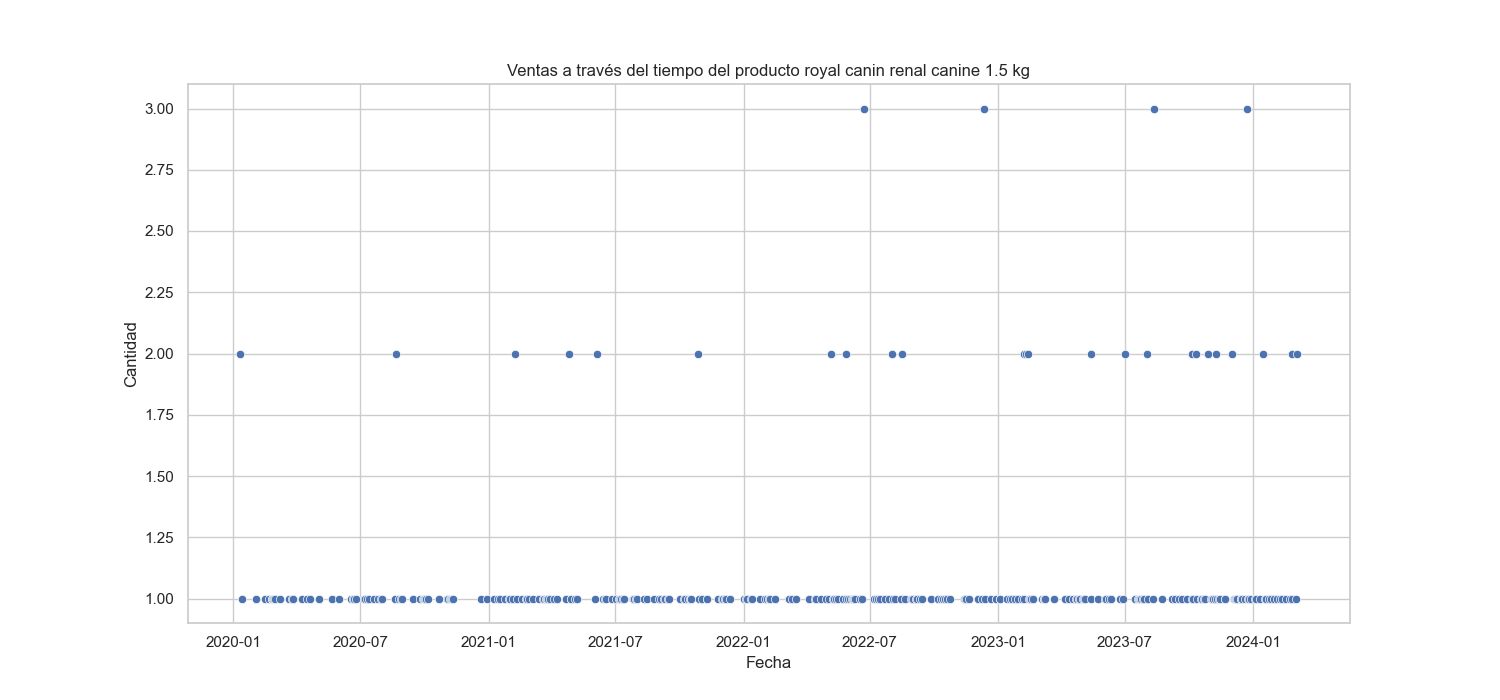 Ventas a través del tiempo del producto royal canin renal canine 1.5 kg
3.00
2.75
2.50
2.25
2.00
1.75
1.50
1.25
1.00
Cantidad
2020-01 2020-07 2021-01 2021-07 2022-01 2022-07 2023-01 2023-07 2024-01
Fecha